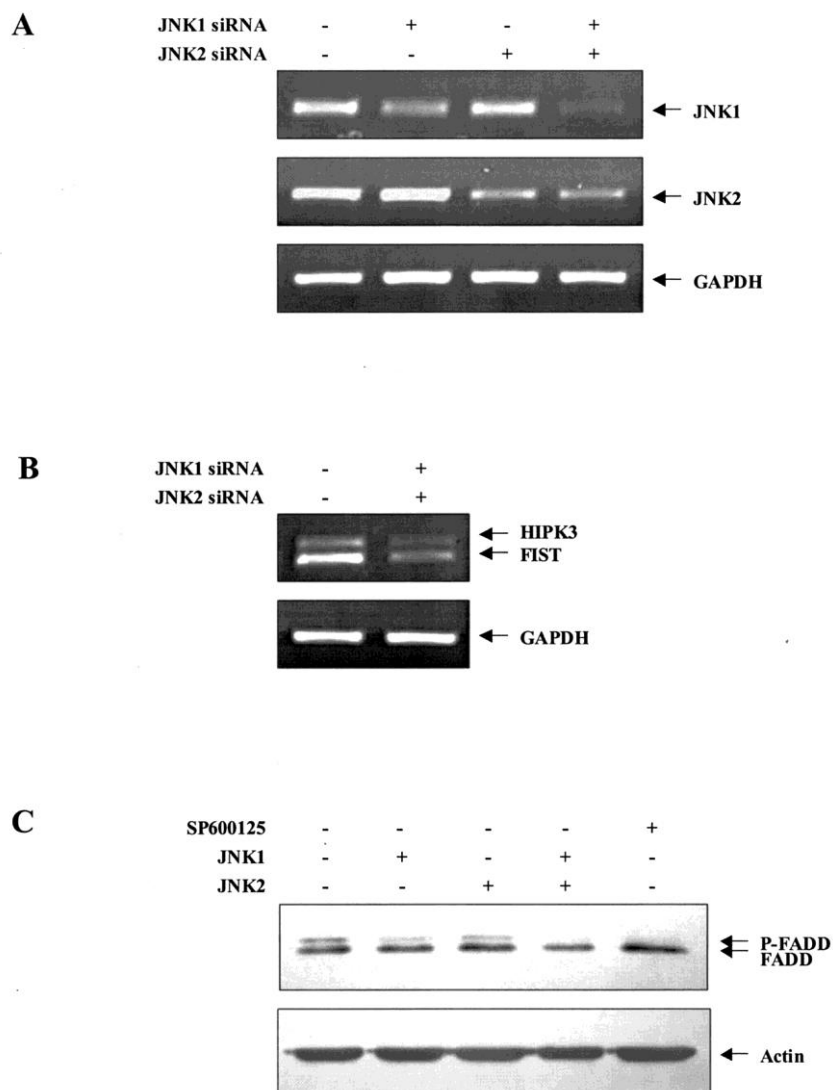 A
JNK1 siRNA - + - +
JNK2 siRNA - - + +
JNK1
JNK2
GAPDH
B
JNK1 siRNA - +
JNK2 siRNA - +
HIPK3
FIST
GAPDH
C
SP600125 - - - - +
JNK1 - + - + -
JNK2 - - + + -
P-FADD
FADD
Actin